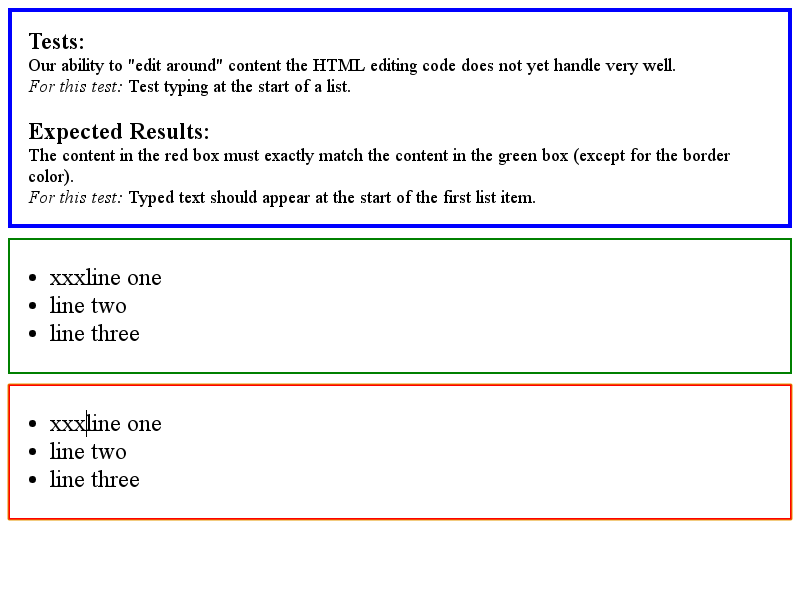 Tests:
Our ability to "edit around" content the HTML editing code does not yet handle very well.
For this test: Test typing at the start of a list.
Expected Results:
The content in the red box must exactly match the content in the green box (except for the border
color).
For this test: Typed text should appear at the start of the first list item.
• xxxline one
• line two
• line three
• xxxline one
• line two
• line three